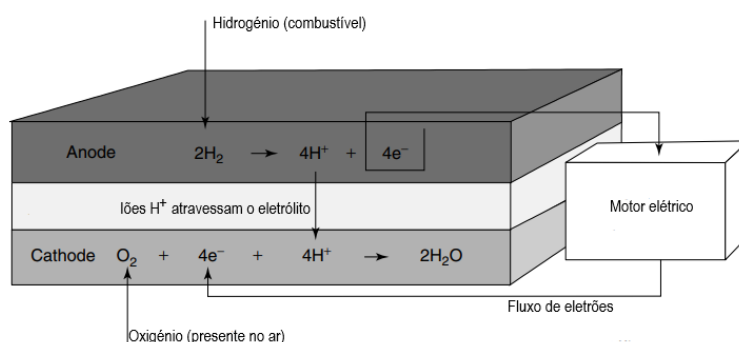 Hidrogénio (combustível)
Anode 2H₂ → 4H⁺ + 4e⁻
Iões H⁺ atravessam o eletrólito
Motor elétrico
Cathode O₂ + 4e⁻ + 4H⁺ → 2H₂O
Fluxo de eletrões
Oxigénio (presente no ar)